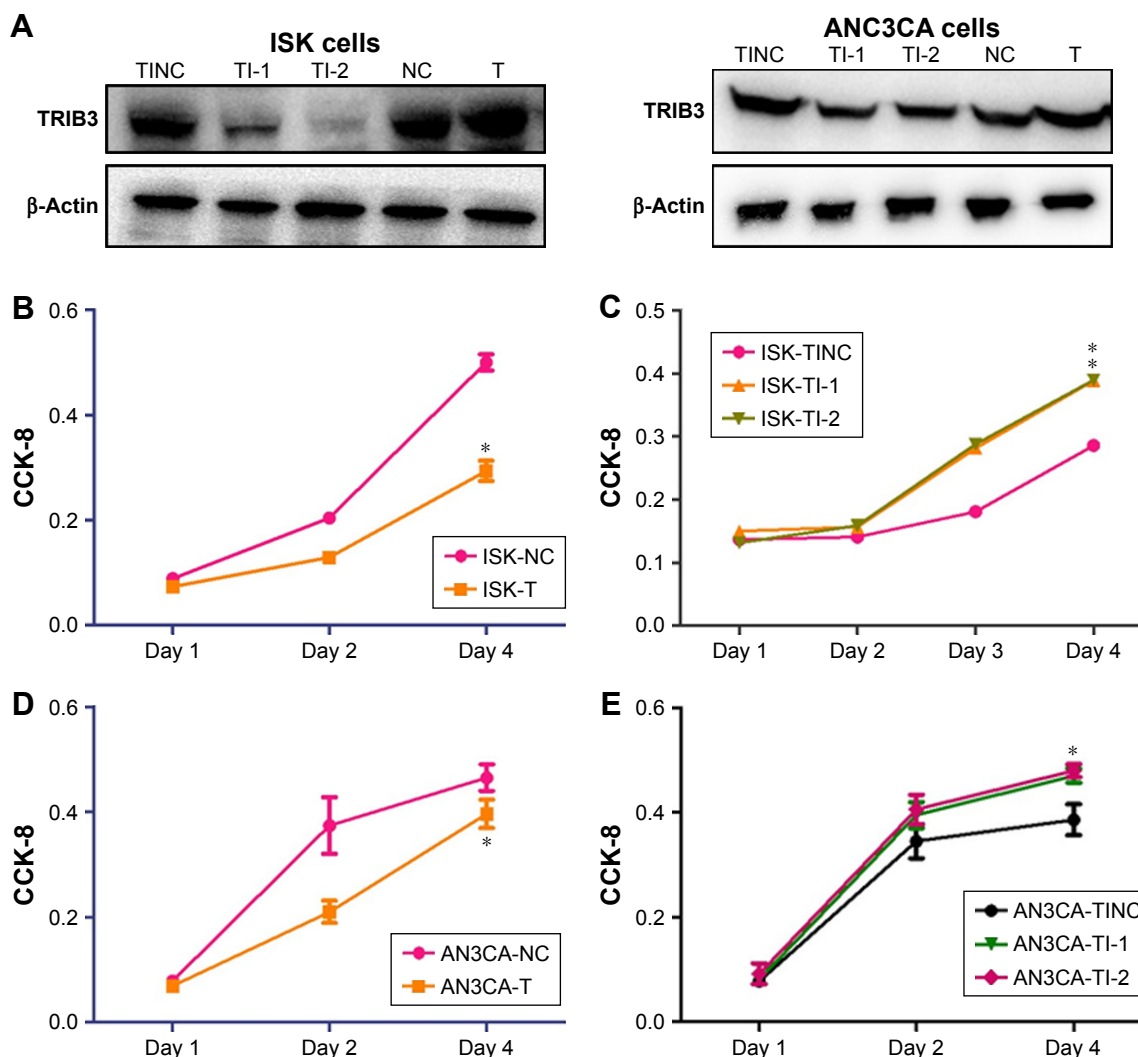 A
ISK cells
TINC TI-1 TI-2 NC T
TRIB3
β-Actin
ANC3CA cells
TINC TI-1 TI-2 NC T
TRIB3
β-Actin
B
CCK-8
0.6
0.4
0.2
0.0
*
ISK-NC
ISK-T
Day 1 Day 2 Day 4
C
CCK-8
0.5
0.4
0.3
0.2
0.1
0.0
ISK-TINC
ISK-TI-1
ISK-TI-2
*
*
Day 1 Day 2 Day 3 Day 4
D
CCK-8
0.6
0.4
0.2
0.0
*
AN3CA-NC
AN3CA-T
Day 1 Day 2 Day 4
E
CCK-8
0.6
0.4
0.2
0.0
*
AN3CA-TINC
AN3CA-TI-1
AN3CA-TI-2
Day 1 Day 2 Day 4